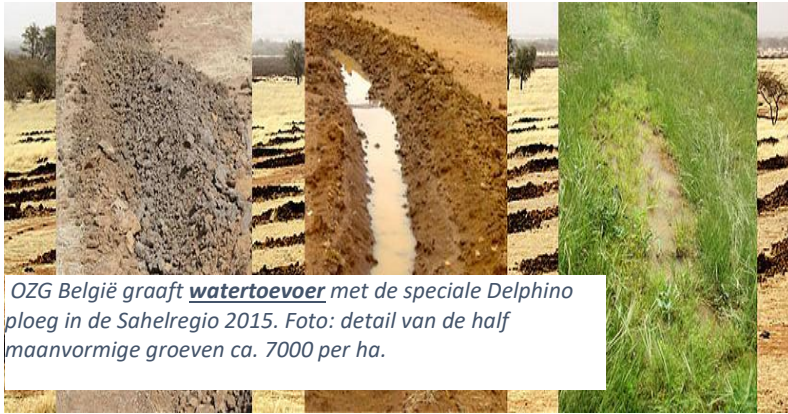 OZG België graaft watertoevoer met de speciale Delphino
ploeg in de Sahelregio 2015. Foto: detail van de half
maanvormige groeven ca. 7000 per ha.